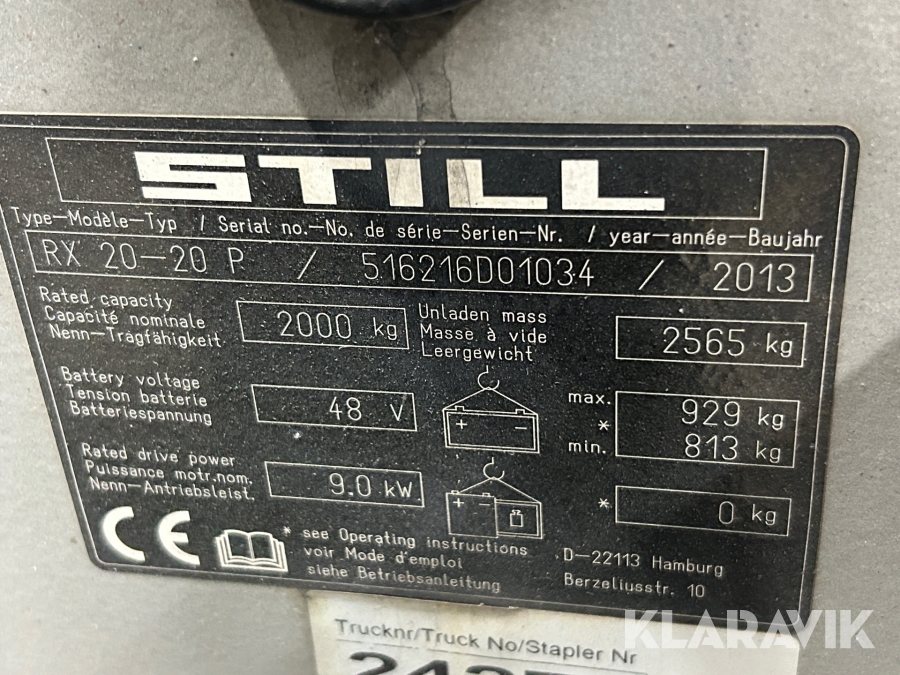 STILL
Type-Modèle-Typ / Serial no.-No. de série-Serien-Nr. / year-année-Baujahr
RX 20-20 P / 516216D01034 / 2013
Rated capacity
Capacité nominale
Nenn-Tragfähigkeit
2000 kg
Unladen mass
Masse à vide
Leergewicht
2565 kg
Battery voltage
Tension batterie
Batteriespannung
48 V
+ -
max.
*
min.
929 kg
813 kg
Rated drive power
Puissance motr.nom.
Nenn-Antriebsleist.
9.0 kW
+ -
*
0 kg
CE
* see Operating instructions
voir Mode d'emploi
siehe Betriebsanleitung
D-22113 Hamburg
Berzeliusstr. 10
Trucknr/Truck No/Stapler Nr
KLARAVIK